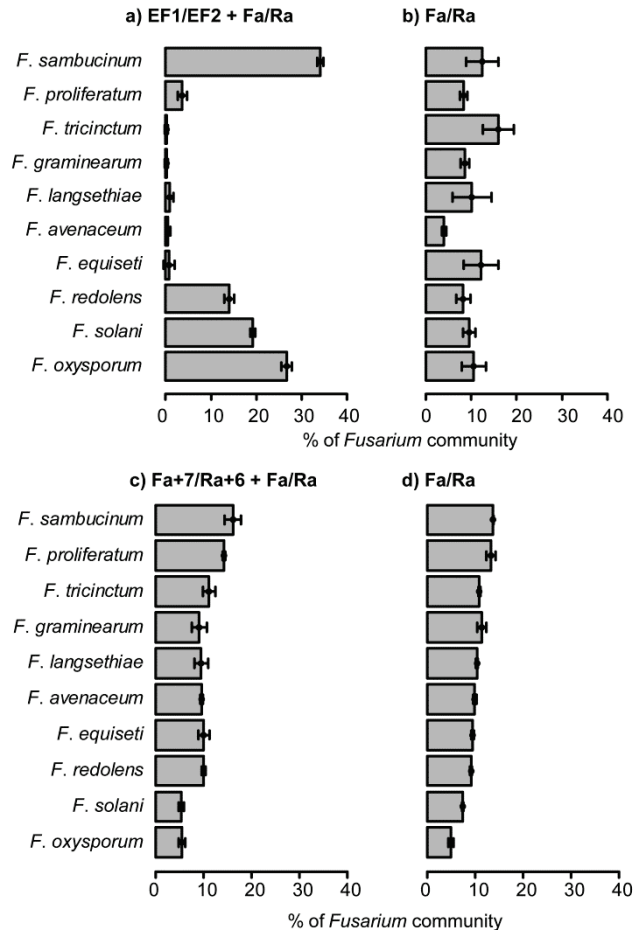 a) EF1/EF2 + Fa/Ra
b) Fa/Ra
F. sambucinum
F. proliferatum
F. tricinctum
F. graminearum
F. langsethiae
F. avenaceum
F. equiseti
F. redolens
F. solani
F. oxysporum
0 10 20 30 40
0 10 20 30 40
% of Fusarium community
c) Fa+7/Ra+6 + Fa/Ra
d) Fa/Ra
F. sambucinum
F. proliferatum
F. tricinctum
F. graminearum
F. langsethiae
F. avenaceum
F. equiseti
F. redolens
F. solani
F. oxysporum
0 10 20 30 40
0 10 20 30 40
% of Fusarium community